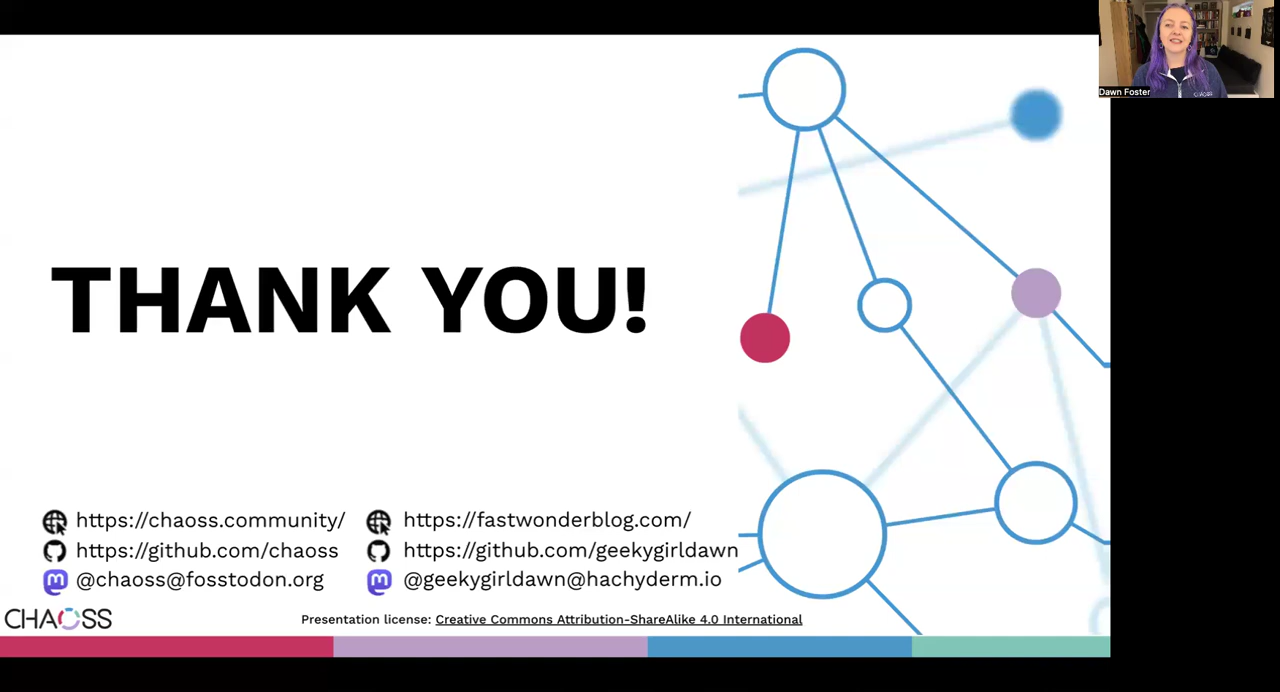 Dawn Foster
THANK YOU!
https://chaoss.community/
https://github.com/chaoss
@chaoss@fosstodon.org
https://fastwonderblog.com/
https://github.com/geekygirldawn
@geekygirldawn@hachyderm.io
CHAOSS
Presentation license: Creative Commons Attribution-ShareAlike 4.0 International